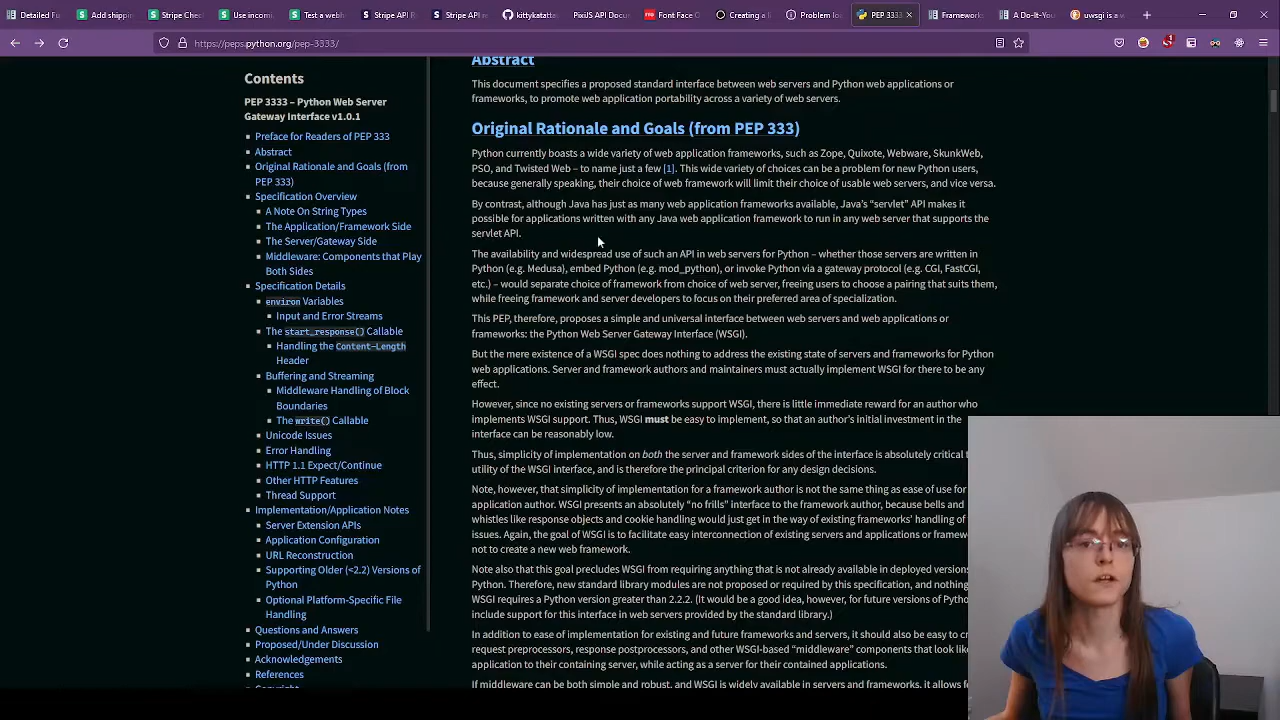 Add shippin
Stripe Chec
Use incomi
Test a webh
Stripe API R
Stripe API
kittykattax
PixiJS API Docu
Font Face C
Creating a
Problem loa
PEP 3333
Frameworks
A Do-It-You
uwsgi is a v
https://peps.python.org/pep-3333/
Contents
PEP 3333 – Python Web Server
Gateway Interface v1.0.1
Preface for Readers of PEP 333
Abstract
Original Rationale and Goals (from
PEP 333)
Specification Overview
A Note On String Types
The Application/Framework Side
The Server/Gateway Side
Middleware: Components that Play
Both Sides
Specification Details
environ Variables
Input and Error Streams
The start_response() Callable
Handling the Content-Length
Header
Buffering and Streaming
Middleware Handling of Block
Boundaries
The write() Callable
Unicode Issues
Error Handling
HTTP 1.1 Expect/Continue
Other HTTP Features
Thread Support
Implementation/Application Notes
Server Extension APIs
Application Configuration
URL Reconstruction
Supporting Older (<2.2) Versions of
Python
Optional Platform-Specific File
Handling
Questions and Answers
Proposed/Under Discussion
Acknowledgements
References
Copyright
Abstract
This document specifies a proposed standard interface between web servers and Python web applications or
frameworks, to promote web application portability across a variety of web servers.
Original Rationale and Goals (from PEP 333)
Python currently boasts a wide variety of web application frameworks, such as Zope, Quixote, Webware, SkunkWeb,
PSO, and Twisted Web – to name just a few [1]. This wide variety of choices can be a problem for new Python users,
because generally speaking, their choice of web framework will limit their choice of usable web servers, and vice versa.
By contrast, although Java has just as many web application frameworks available, Java’s “servlet” API makes it
possible for applications written with any Java web application framework to run in any web server that supports the
servlet API.
The availability and widespread use of such an API in web servers for Python – whether those servers are written in
Python (e.g. Medusa), embed Python (e.g. mod_python), or invoke Python via a gateway protocol (e.g. CGI, FastCGI,
etc.) – would separate choice of framework from choice of web server, freeing users to choose a pairing that suits them,
while freeing framework and server developers to focus on their preferred area of specialization.
This PEP, therefore, proposes a simple and universal interface between web servers and web applications or
frameworks: the Python Web Server Gateway Interface (WSGI).
But the mere existence of a WSGI spec does nothing to address the existing state of servers and frameworks for Python
web applications. Server and framework authors and maintainers must actually implement WSGI for there to be any
effect.
However, since no existing servers or frameworks support WSGI, there is little immediate reward for an author who
implements WSGI support. Thus, WSGI must be easy to implement, so that an author’s initial investment in the
interface can be reasonably low.
Thus, simplicity of implementation on both the server and framework sides of the interface is absolutely critical t
utility of the WSGI interface, and is therefore the principal criterion for any design decisions.
Note, however, that simplicity of implementation for a framework author is not the same thing as ease of use for
application author. WSGI presents an absolutely “no frills” interface to the framework author, because bells and
whistles like response objects and cookie handling would just get in the way of existing frameworks’ handling of
issues. Again, the goal of WSGI is to facilitate easy interconnection of existing servers and applications or framew
not to create a new web framework.
Note also that this goal precludes WSGI from requiring anything that is not already available in deployed versions
Python. Therefore, new standard library modules are not proposed or required by this specification, and nothing
WSGI requires a Python version greater than 2.2.2. (It would be a good idea, however, for future versions of Pytho
include support for this interface in web servers provided by the standard library.)
In addition to ease of implementation for existing and future frameworks and servers, it should also be easy to cr
request preprocessors, response postprocessors, and other WSGI-based “middleware” components that look like
application to their containing server, while acting as a server for their contained applications.
If middleware can be both simple and robust, and WSGI is widely available in servers and frameworks, it allows f